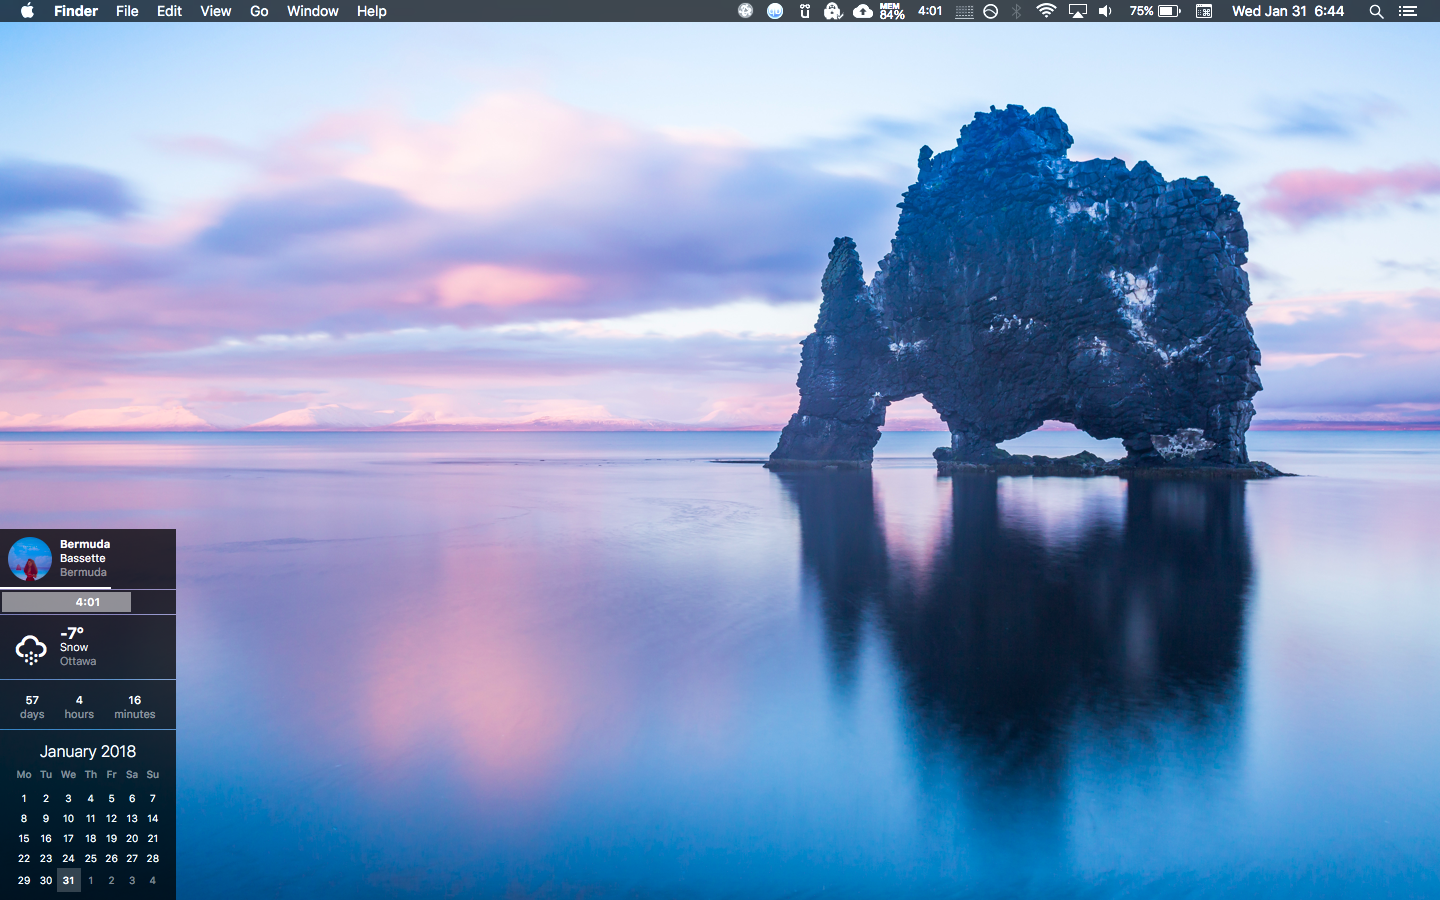 Finder File Edit View Go Window Help
ü MEM 84% 4:01 75% Wed Jan 31 6:44
Bermuda
Bassette
Bermuda
4:01
-7°
Snow
Ottawa
57 4 16
days hours minutes
January 2018
Mo Tu We Th Fr Sa Su
1 2 3 4 5 6 7
8 9 10 11 12 13 14
15 16 17 18 19 20 21
22 23 24 25 26 27 28
29 30 31 1 2 3 4